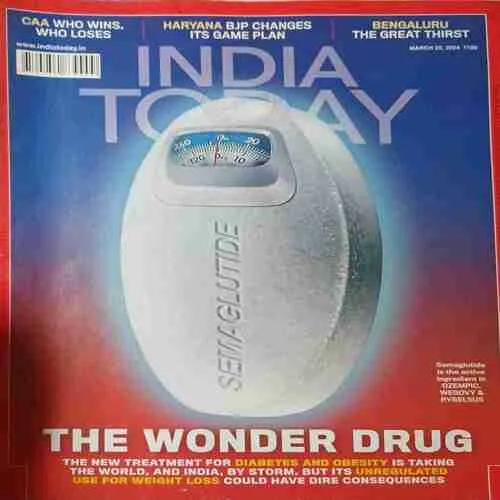 CAA WHO WINS,
WHO LOSES
HARYANA BJP CHANGES
ITS GAME PLAN
BENGALURU
THE GREAT THIRST
www.indiatoday.in
INDIA
TODAY
SEMAGLUTIDE
Semaglutide
is the active
ingredient in
OZEMPIC,
WEGOVY &
RYBELSUS
THE WONDER DRUG
THE NEW TREATMENT FOR DIABETES AND OBESITY IS TAKING
THE WORLD, AND INDIA, BY STORM. BUT ITS UNREGULATED
USE FOR WEIGHT LOSS COULD HAVE DIRE CONSEQUENCES